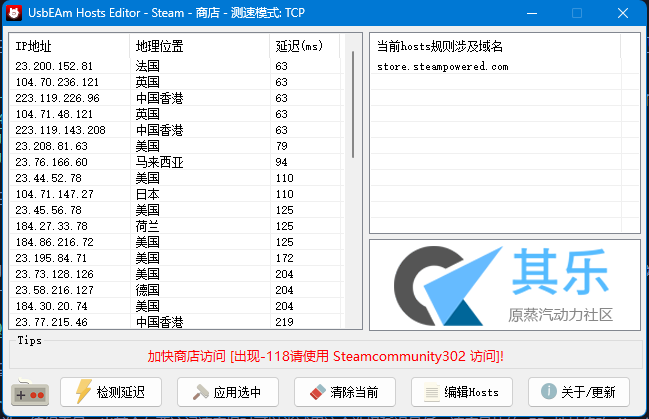 UsbEAm Hosts Editor - Steam - 商店 - 测速模式: TCP
IP地址 地理位置 延迟(ms)
23.200.152.81 法国 63
104.70.236.121 英国 63
223.119.226.96 中国香港 63
104.71.48.121 英国 63
223.119.143.208 中国香港 63
23.208.81.63 美国 79
23.76.166.60 马来西亚 94
23.44.52.78 美国 110
104.71.147.27 日本 110
23.45.56.78 美国 125
184.27.33.78 荷兰 125
184.86.216.72 美国 125
23.195.84.71 美国 172
23.73.128.126 美国 204
23.58.216.127 德国 204
184.30.20.74 美国 204
23.77.215.46 中国香港 219
当前hosts规则涉及域名
store.steampowered.com
其乐
原蒸汽动力社区
Tips
加快商店访问 [出现-118请使用 Steamcommunity302 访问]!
检测延迟
应用选中
清除当前
编辑Hosts
关于/更新